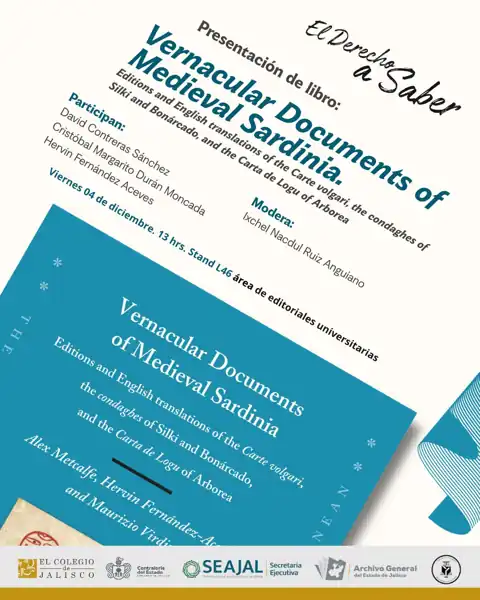 El Derecho
a Saber
Presentación de libro:
Vernacular Documents of
Medieval Sardinia.
Editions and English translations of the Carte volgari, the condaghes of
Silki and Bonárcado, and the Carta de Logu of Arborea
Participan:
David Contreras Sánchez
Cristóbal Margarito Durán Moncada
Hervin Fernández Aceves
Modera:
Ixchel Nacdul Ruiz Anguiano
Viernes 04 de diciembre. 13 hrs. Stand L46 área de editoriales universitarias
THE
Vernacular Documents
of Medieval Sardinia
Editions and English translations of the Carte volgari,
the condaghes of Silki and Bonárcado,
and the Carta de Logu of Arborea
Alex Metcalfe, Hervin Fernández-Ac
and Maurizio Virdi
NEAN
EL COLEGIO
de
JALISCO
Contraloría
del Estado
SEAJAL
Secretaría
Ejecutiva
Archivo General
del Estado de Jalisco